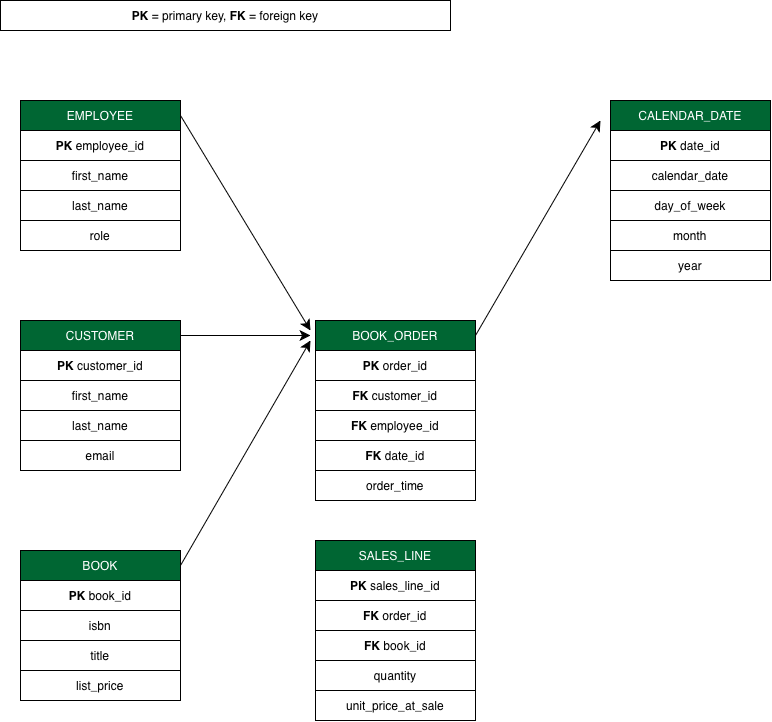 PK = primary key, FK = foreign key
EMPLOYEE
PK employee_id
first_name
last_name
role
CUSTOMER
PK customer_id
first_name
last_name
email
BOOK
PK book_id
isbn
title
list_price
BOOK_ORDER
PK order_id
FK customer_id
FK employee_id
FK date_id
order_time
SALES_LINE
PK sales_line_id
FK order_id
FK book_id
quantity
unit_price_at_sale
CALENDAR_DATE
PK date_id
calendar_date
day_of_week
month
year